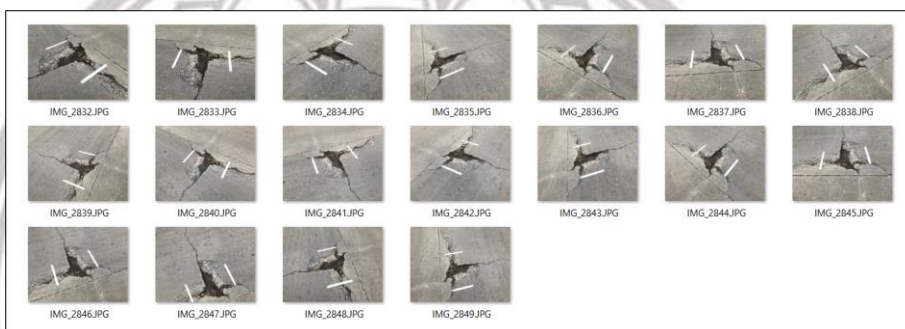 IMG_2832.JPG IMG_2833.JPG IMG_2834.JPG IMG_2835.JPG IMG_2836.JPG IMG_2837.JPG IMG_2838.JPG
IMG_2839.JPG IMG_2840.JPG IMG_2841.JPG IMG_2842.JPG IMG_2843.JPG IMG_2844.JPG IMG_2845.JPG
IMG_2846.JPG IMG_2847.JPG IMG_2848.JPG IMG_2849.JPG